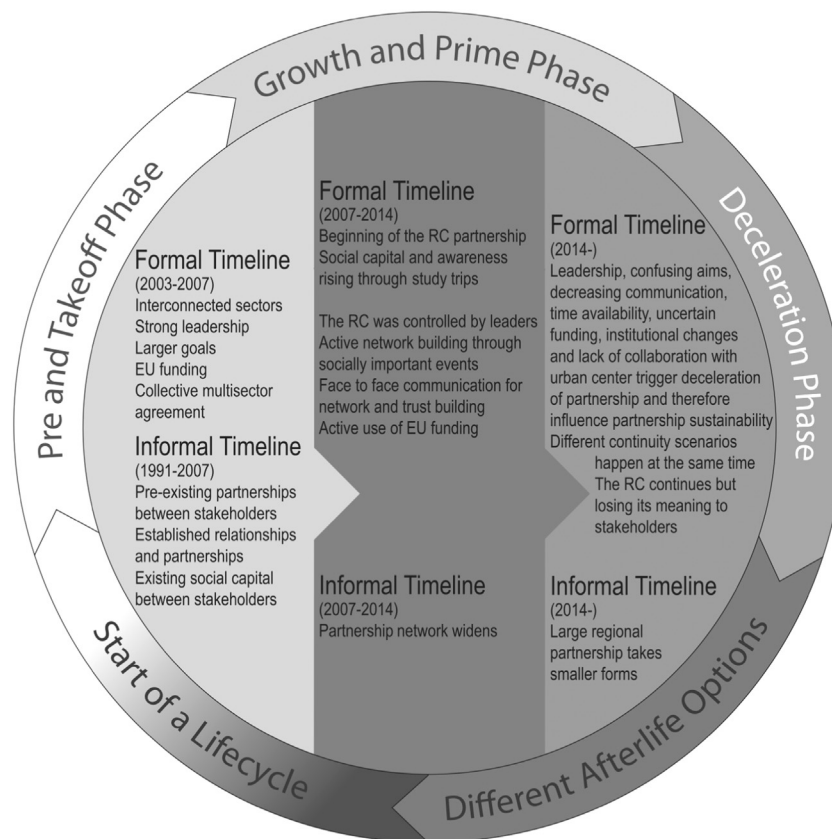 Growth and Prime Phase
Pre and Takeoff Phase
Deceleration Phase
Start of a Lifecycle
Different Afterlife Options
Formal Timeline
(2003-2007)
Interconnected sectors
Strong leadership
Larger goals
EU funding
Collective multisector
agreement
Informal Timeline
(1991-2007)
Pre-existing partnerships
between stakeholders
Established relationships
and partnerships
Existing social capital
between stakeholders
Formal Timeline
(2007-2014)
Beginning of the RC partnership
Social capital and awareness
rising through study trips
The RC was controlled by leaders
Active network building through
socially important events
Face to face communication for
network and trust building
Active use of EU funding
Informal Timeline
(2007-2014)
Partnership network widens
Formal Timeline
(2014-)
Leadership, confusing aims,
decreasing communication,
time availability, uncertain
funding, institutional changes
and lack of collaboration with
urban center trigger deceleration
of partnership and therefore
influence partnership sustainability
Different continuity scenarios
happen at the same time
The RC continues but
losing its meaning to
stakeholders
Informal Timeline
(2014-)
Large regional
partnership takes
smaller forms